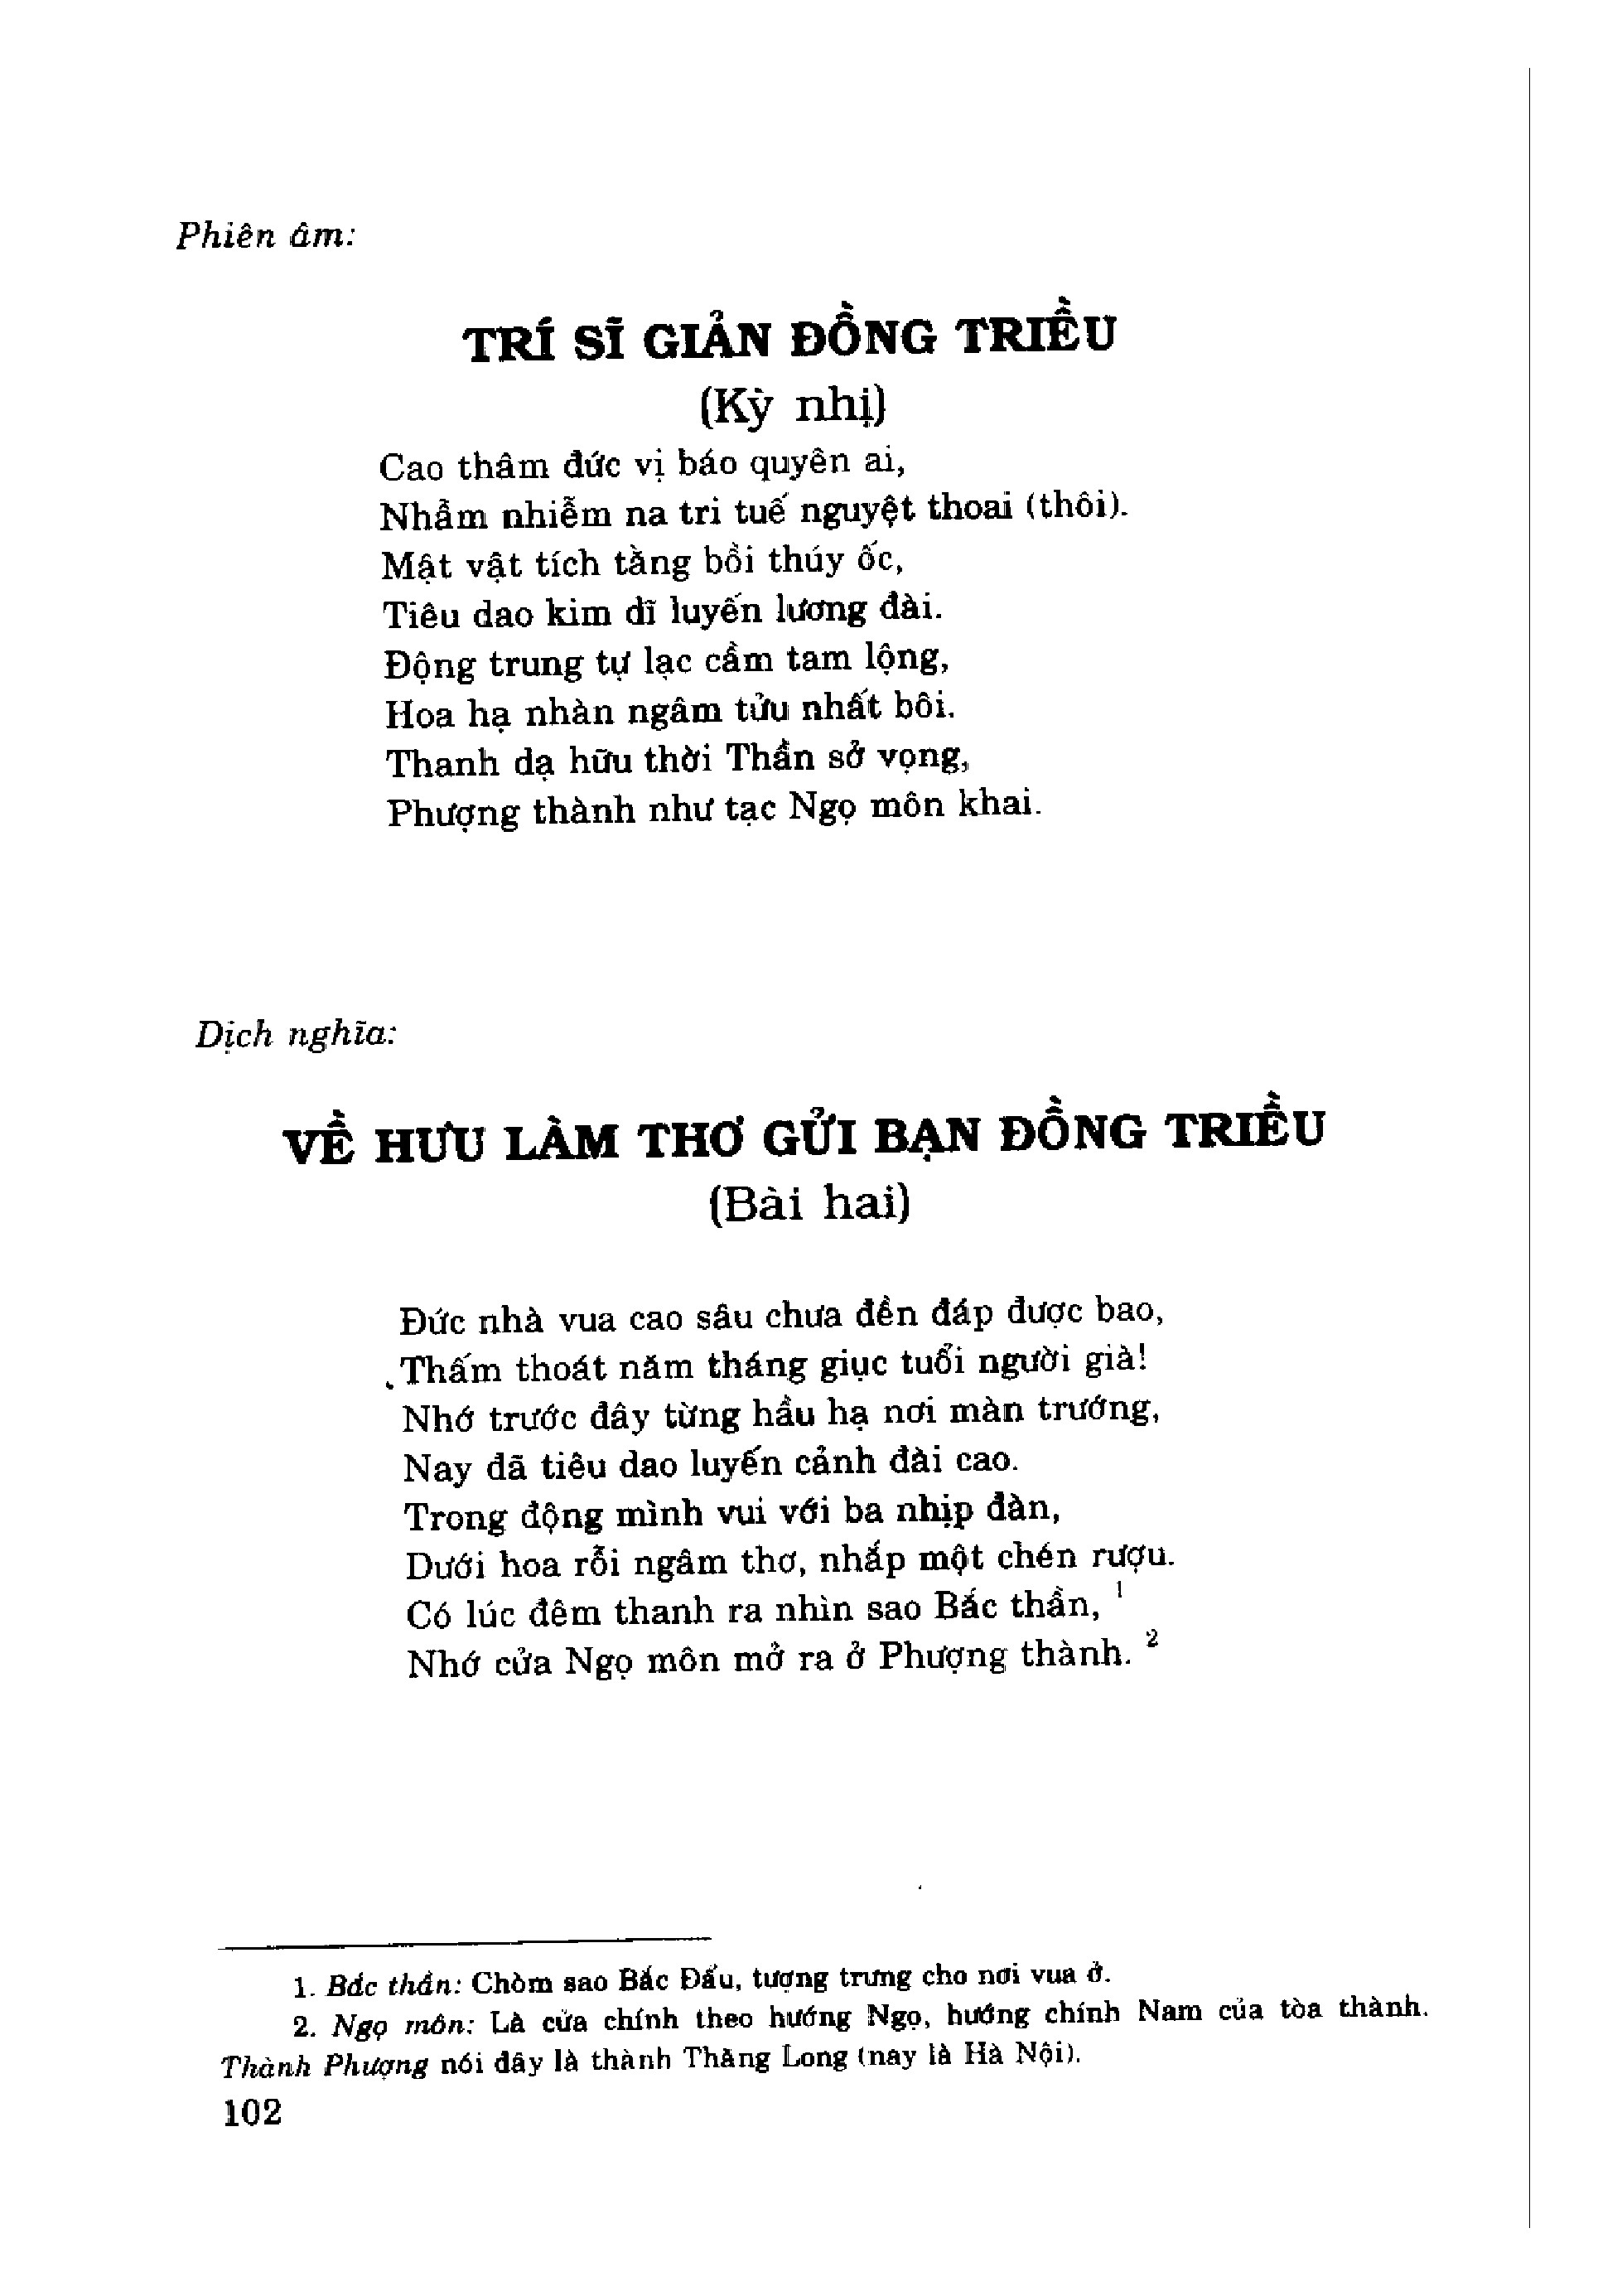 Phiên âm:
TRÍ SĨ GIẢN ĐỒNG TRIỀU
(Kỳ nhị)
Cao thâm đức vị báo quyên ai,
Nhẫm nhiễm na tri tuế nguyệt thoai (thôi).
Mật vật tích tằng bồi thúy ốc,
Tiêu dao kim dĩ luyến lương đài.
Động trung tự lạc cầm tam lộng,
Hoa hạ nhàn ngâm tửu nhất bôi.
Thanh dạ hữu thời Thần sở vọng,
Phượng thành như tạc Ngọ môn khai.
Dịch nghĩa:
VỀ HƯU LÀM THƠ GỬI BẠN ĐỒNG TRIỀU
(Bài hai)
Đức nhà vua cao sâu chưa đền đáp được bao,
Thấm thoát năm tháng giục tuổi người già!
Nhớ trước đây từng hầu hạ nơi màn trướng,
Nay đã tiêu dao luyến cảnh đài cao.
Trong động mình vui với ba nhịp đàn,
Dưới hoa rỗi ngâm thơ, nhắp một chén rượu.
Có lúc đêm thanh ra nhìn sao Bắc thần, 1
Nhớ cửa Ngọ môn mở ra ở Phượng thành. 2
1. Bắc thần: Chòm sao Bắc Đẩu, tượng trưng cho nơi vua ở.
2. Ngọ môn: Là cửa chính theo hướng Ngọ, hướng chính Nam của tòa thành.
Thành Phượng nói đây là thành Thăng Long (nay là Hà Nội).
102